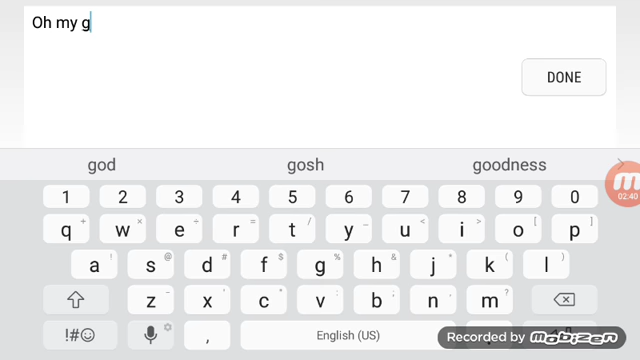 Oh my g
DONE
god gosh goodness
1 2 3 4 5 6 7 8 9 0
q + w × e ÷ r = t / y _ u < i > o [ p ]
a ! s @ d # f $ g % h & j * k ( l )
z - x ' c " v : b ; n , m ?
!#☺ , English (US)
02:40
Recorded by mobizen